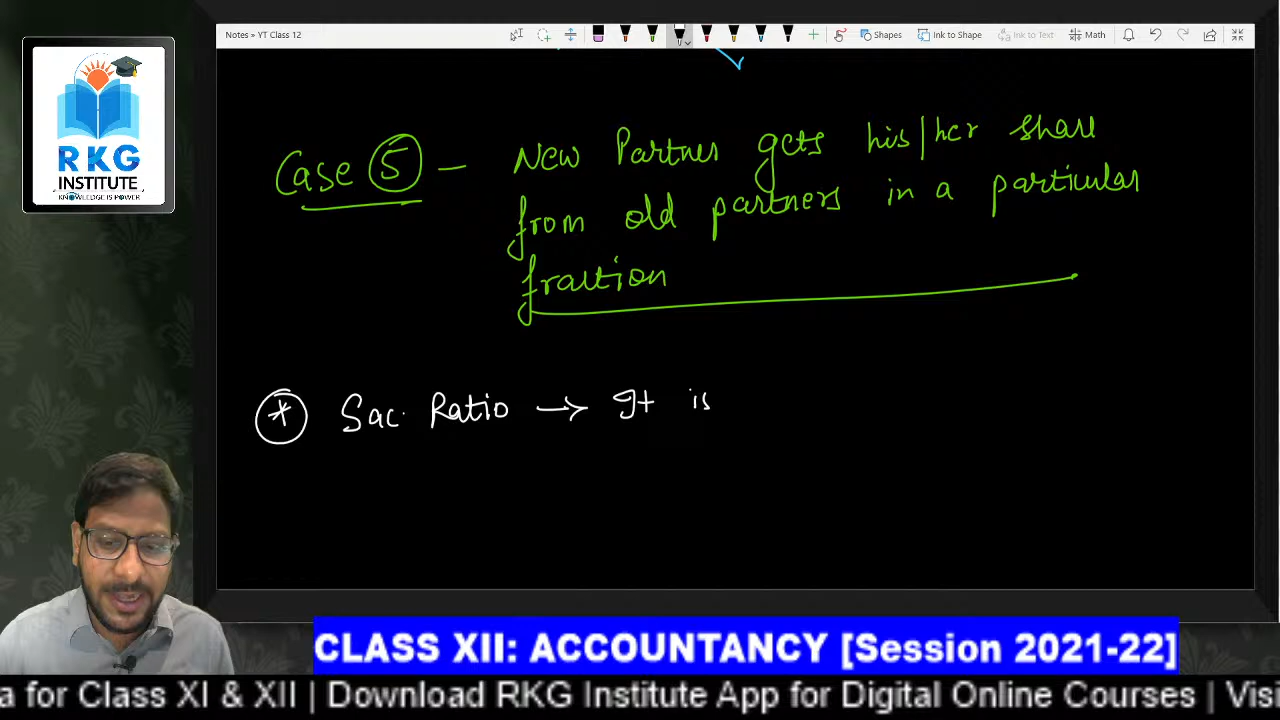 Notes » YT Class 12
Shapes
Ink to Shape
Ink to Text
Math
RKG
INSTITUTE
KNOWLEDGE IS POWER
Case 5 - New Partner gets his/her share
from old partners in a particular
fraction
* Sac. Ratio → It is
CLASS XII: ACCOUNTANCY [Session 2021-22]
a for Class XI & XII | Download RKG Institute App for Digital Online Courses | Visi